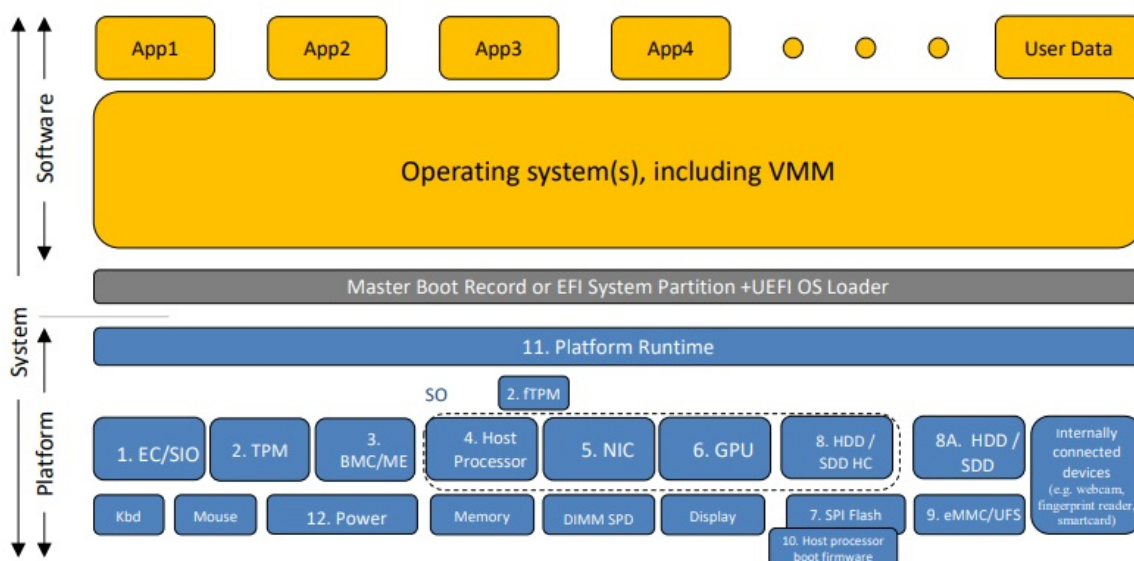 App1
App2
App3
App4
User Data
Software
Operating system(s), including VMM
Master Boot Record or EFI System Partition +UEFI OS Loader
System
11. Platform Runtime
SO
2. fTPM
Platform
1. EC/SIO
2. TPM
3.
BMC/ME
4. Host
Processor
5. NIC
6. GPU
8. HDD /
SDD HC
8A. HDD /
SDD
Internally
connected
devices
(e.g. webcam,
fingerprint reader,
smartcard)
Kbd
Mouse
12. Power
Memory
DIMM SPD
Display
7. SPI Flash
9. eMMC/UFS
10. Host processor
boot firmware